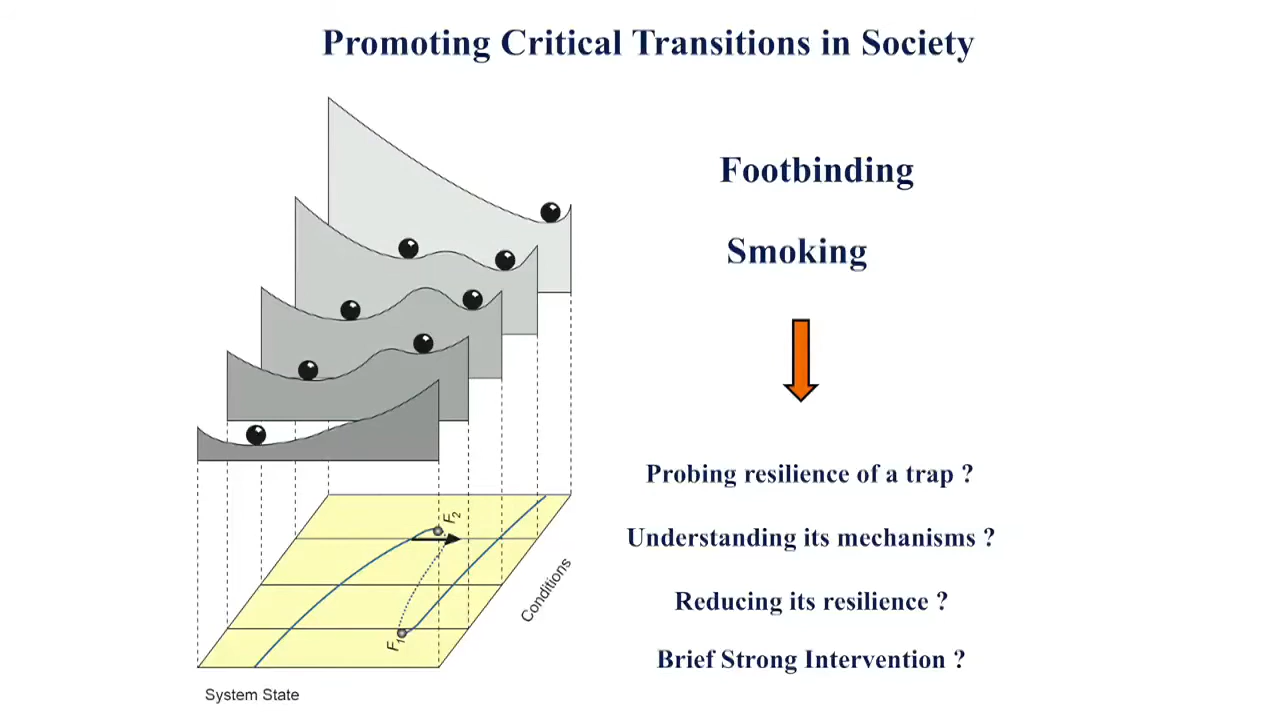 Promoting Critical Transitions in Society
Footbinding
Smoking
Probing resilience of a trap ?
Understanding its mechanisms ?
Reducing its resilience ?
Brief Strong Intervention ?
F2
F1
Conditions
System State